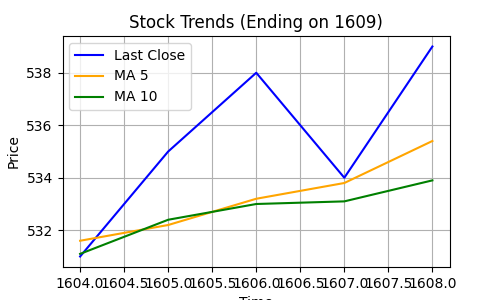 Stock Trends (Ending on 1609)
Last Close
MA 5
MA 10
538
536
534
532
Price
1604.0 1604.5 1605.0 1605.5 1606.0 1606.5 1607.0 1607.5 1608.0
Time